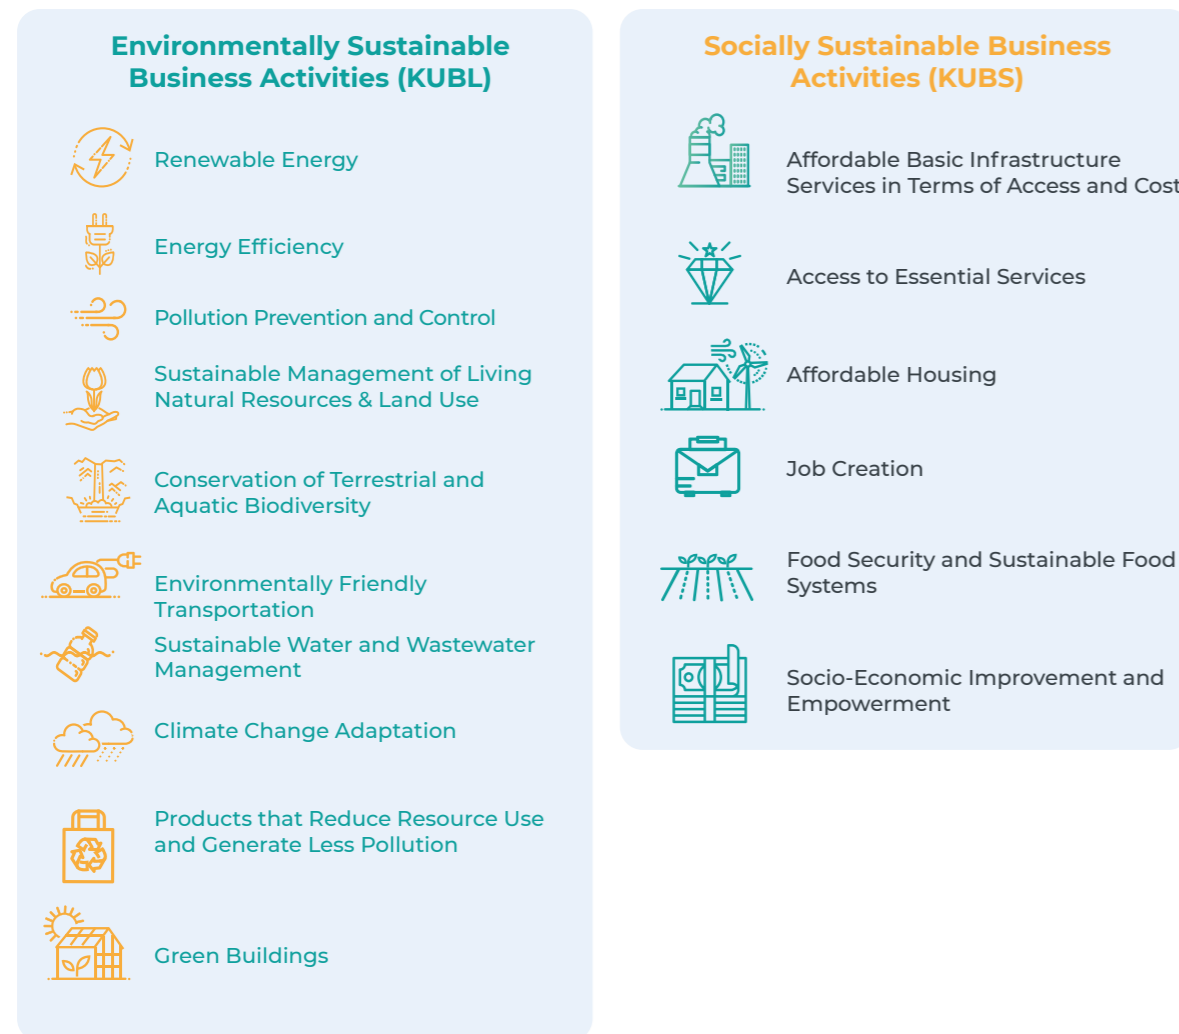 Environmentally Sustainable
Business Activities (KUBL)
Renewable Energy
Energy Efficiency
Pollution Prevention and Control
Sustainable Management of Living
Natural Resources & Land Use
Conservation of Terrestrial and
Aquatic Biodiversity
Environmentally Friendly
Transportation
Sustainable Water and Wastewater
Management
Climate Change Adaptation
Products that Reduce Resource Use
and Generate Less Pollution
Green Buildings
Socially Sustainable Business
Activities (KUBS)
Affordable Basic Infrastructure
Services in Terms of Access and Cost
Access to Essential Services
Affordable Housing
Job Creation
Food Security and Sustainable Food
Systems
Socio-Economic Improvement and
Empowerment